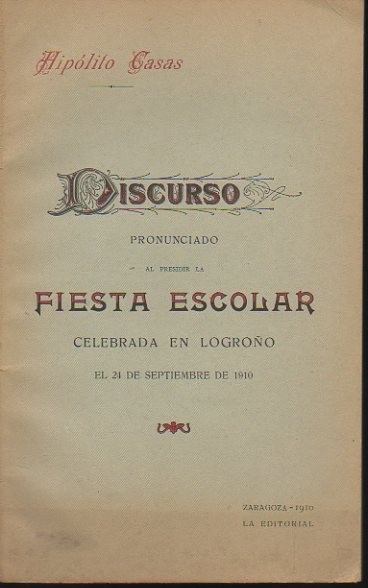 Hipólito Casas
DISCURSO
PRONUNCIADO
AL PRESIDIR LA
FIESTA ESCOLAR
CELEBRADA EN LOGROÑO
EL 24 DE SEPTIEMBRE DE 1910
ZARAGOZA - 1910
LA EDITORIAL